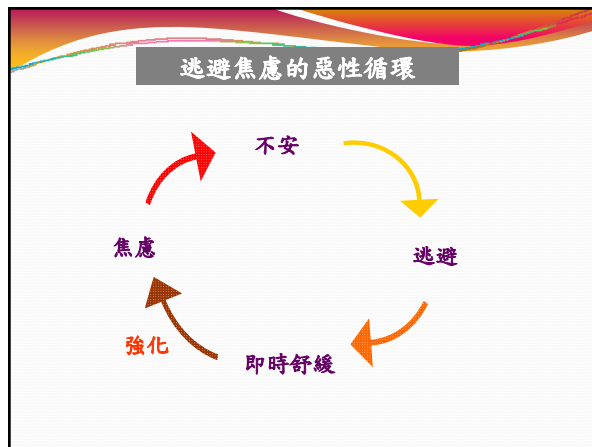 逃避焦慮的惡性循環
不安
逃避
即時舒緩
強化
焦慮